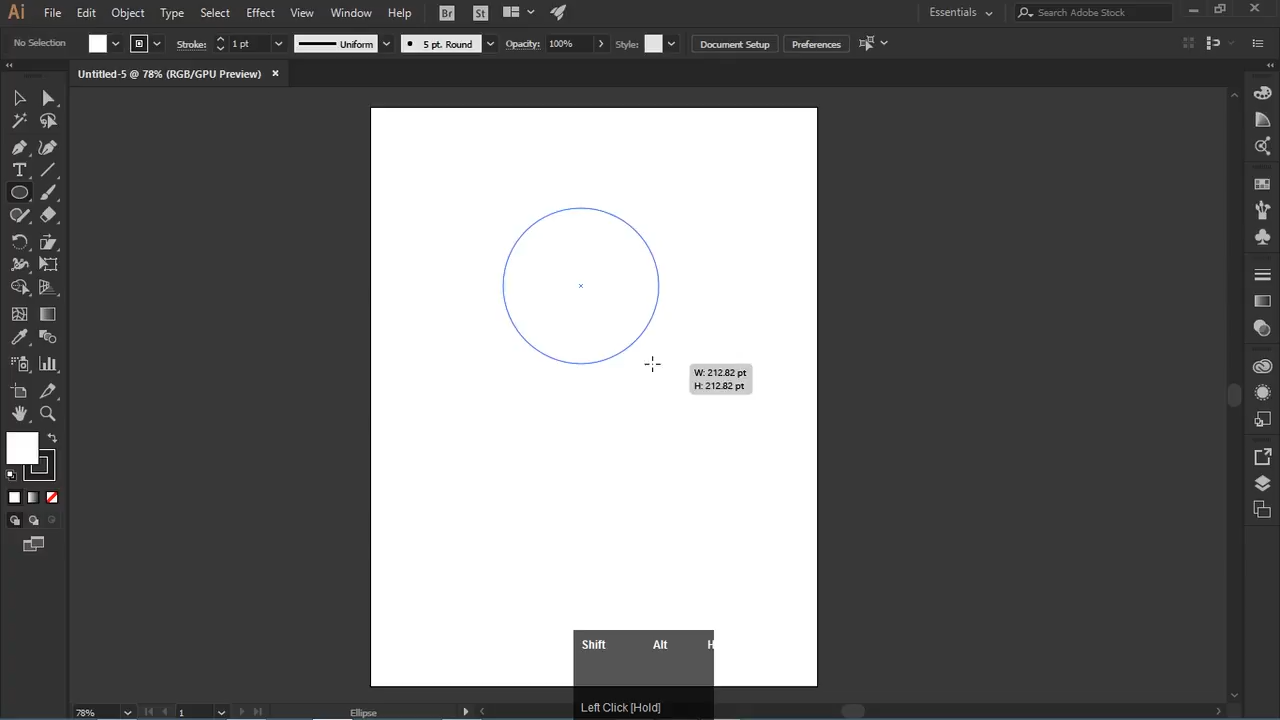 Ai File Edit Object Type Select Effect View Window Help Br St Essentials Search Adobe Stock
No Selection Stroke: 1 pt Uniform 5 pt. Round Opacity: 100% Style: Document Setup Preferences
Untitled-5 @ 78% (RGB/GPU Preview)
T
W: 212.82 pt
H: 212.82 pt
Shift Alt H
Left Click [Hold]
78% 1 Ellipse